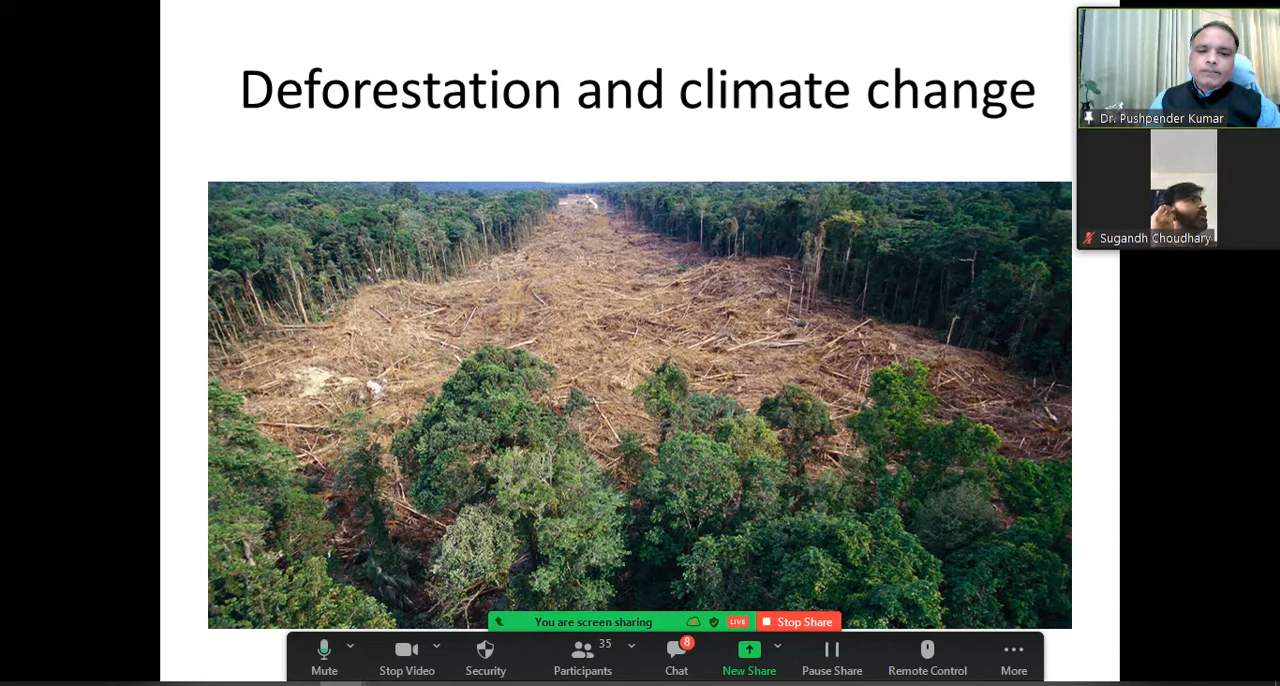 Deforestation and climate change
Dr. Pushpender Kumar
Sugandh Choudhary
You are screen sharing
LIVE
Stop Share
Mute
Stop Video
Security
Participants
35
Chat
8
New Share
Pause Share
Remote Control
More